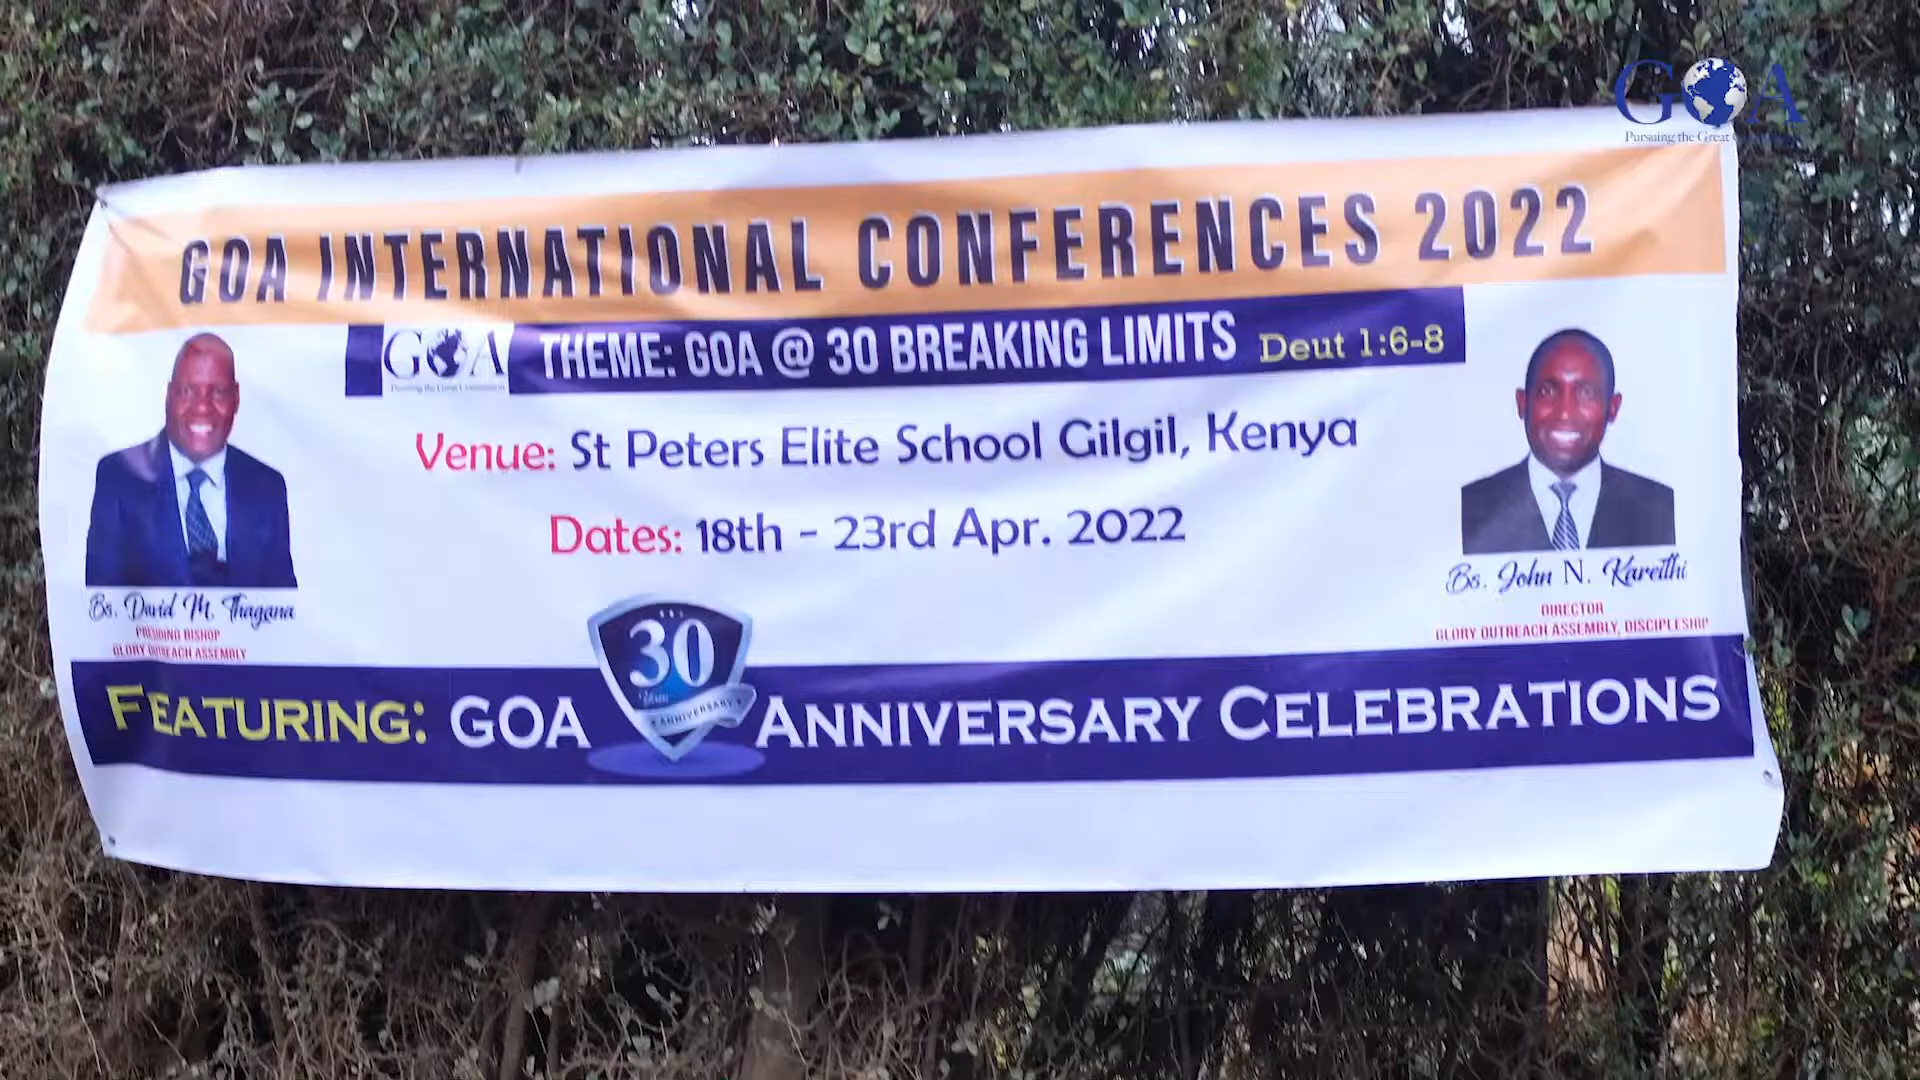 GOA
Pursuing the Great
GOA INTERNATIONAL CONFERENCES 2022
GOA
Pursuing the Great Commission
THEME: GOA @ 30 BREAKING LIMITS Deut 1:6-8
Venue: St Peters Elite School Gilgil, Kenya
Dates: 18th - 23rd Apr. 2022
Bs. David M. Thagana
PRESIDING BISHOP
GLORY OUTREACH ASSEMBLY
Bs. John N. Kareithi
DIRECTOR
GLORY OUTREACH ASSEMBLY, DISCIPLESHIP
30
Years
ANNIVERSARY
FEATURING: GOA ANNIVERSARY CELEBRATIONS